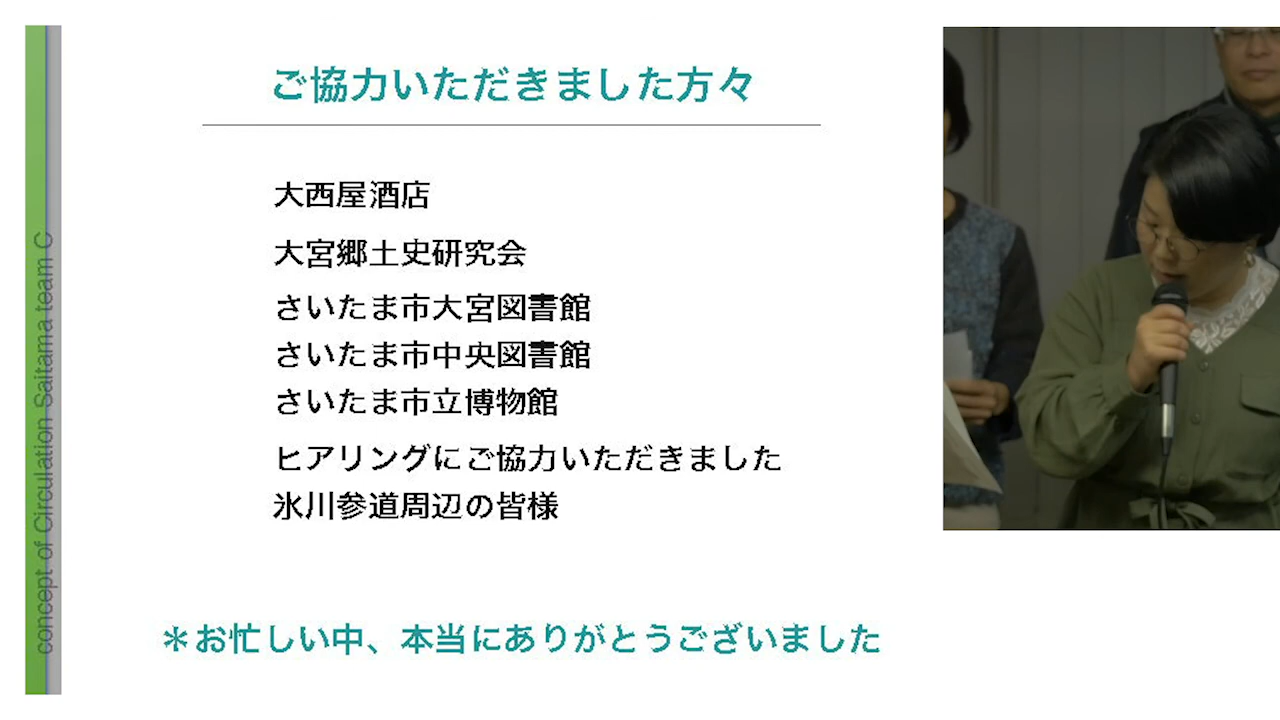 ご協力いただきました方々
大西屋酒店
大宮郷土史研究会
さいたま市大宮図書館
さいたま市中央図書館
さいたま市立博物館
ヒアリングにご協力いただきました
氷川参道周辺の皆様
＊お忙しい中、本当にありがとうございました
concept of Circulation Saitama team C